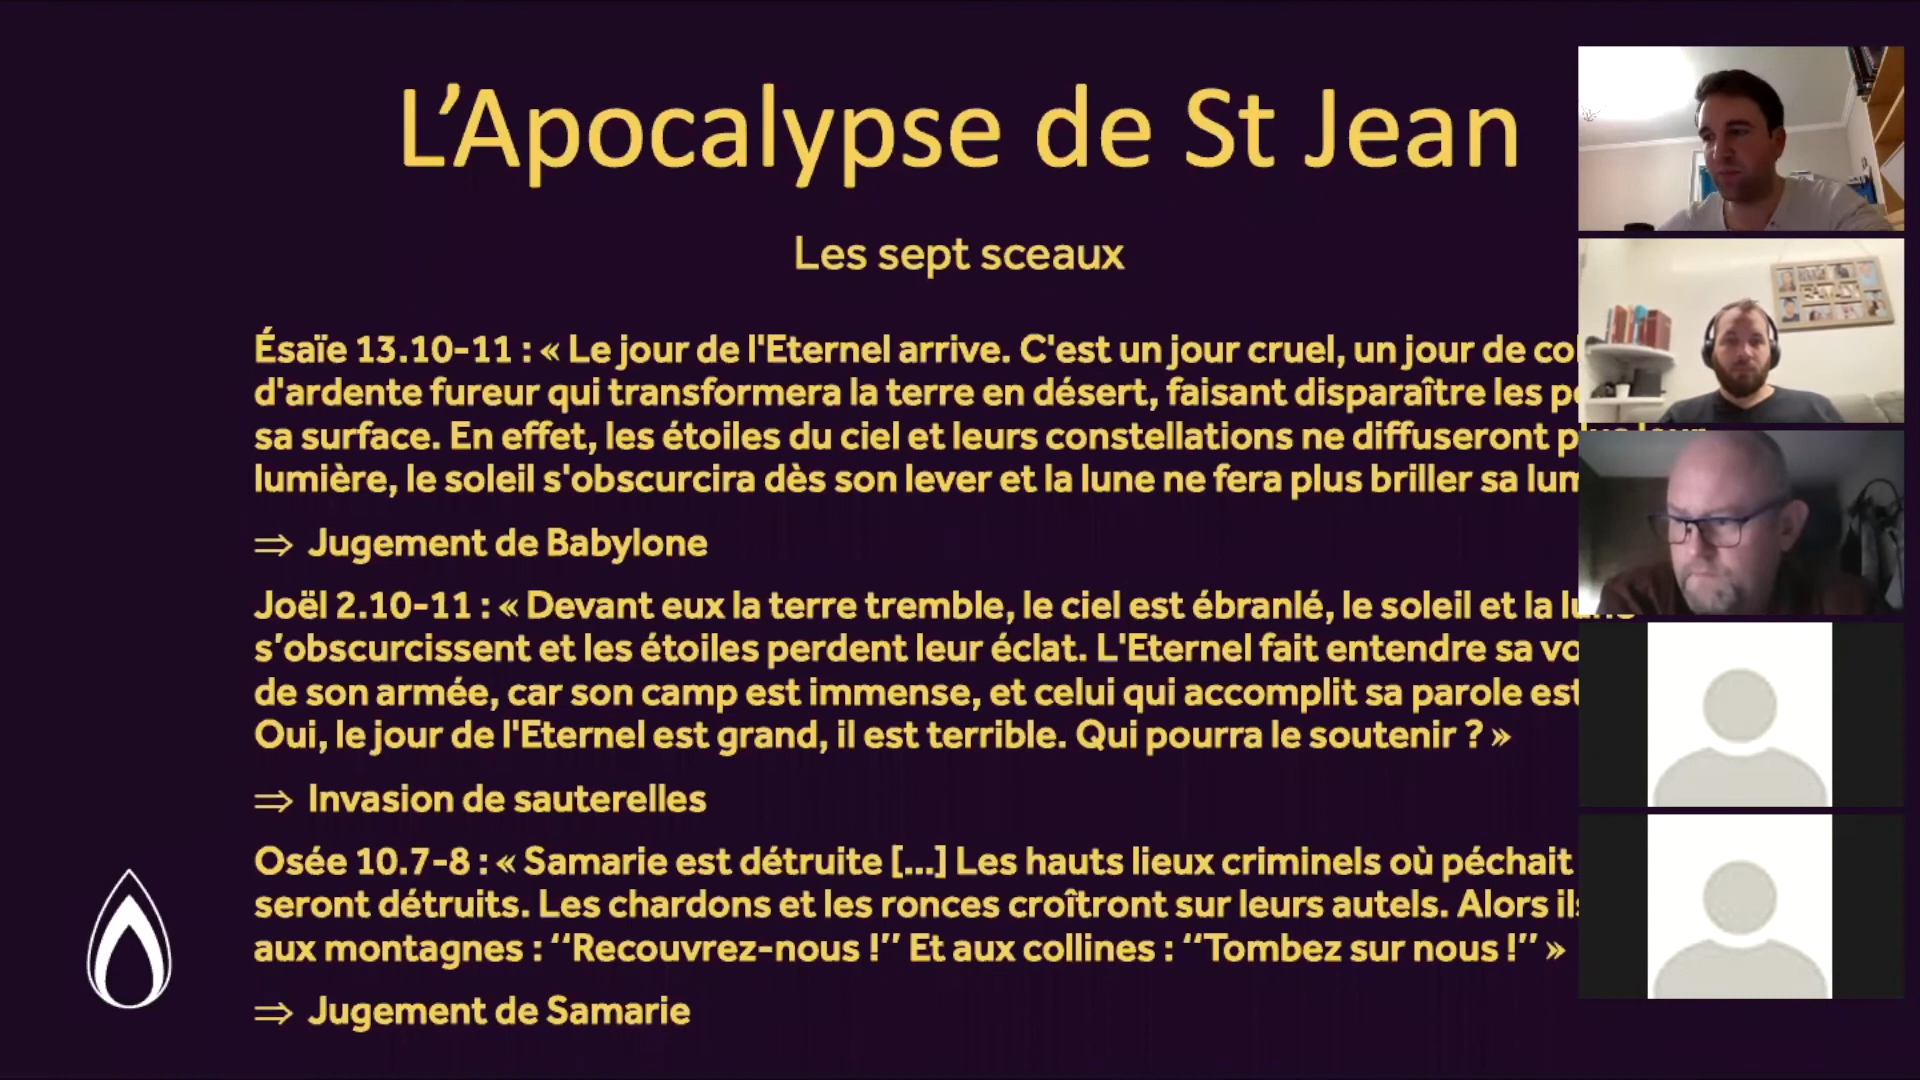 L'Apocalypse de St Jean
Les sept sceaux
Ésaïe 13.10-11 : « Le jour de l'Eternel arrive. C'est un jour cruel, un jour de
d'ardente fureur qui transformera la terre en désert, faisant disparaître les
sa surface. En effet, les étoiles du ciel et leurs constellations ne diffuseront plus leur
lumière, le soleil s'obscurcira dès son lever et la lune ne fera plus briller sa
⇒ Jugement de Babylone
Joël 2.10-11 : « Devant eux la terre tremble, le ciel est ébranlé, le soleil et la lune
s’obscurcissent et les étoiles perdent leur éclat. L'Eternel fait entendre sa
de son armée, car son camp est immense, et celui qui accomplit sa parole est
Oui, le jour de l'Eternel est grand, il est terrible. Qui pourra le soutenir ? »
⇒ Invasion de sauterelles
Osée 10.7-8 : « Samarie est détruite [...] Les hauts lieux criminels où péchait
seront détruits. Les chardons et les ronces croîtront sur leurs autels. Alors
aux montagnes : ‘‘Recouvrez-nous !’’ Et aux collines : ‘‘Tombez sur nous !’’ »
⇒ Jugement de Samarie